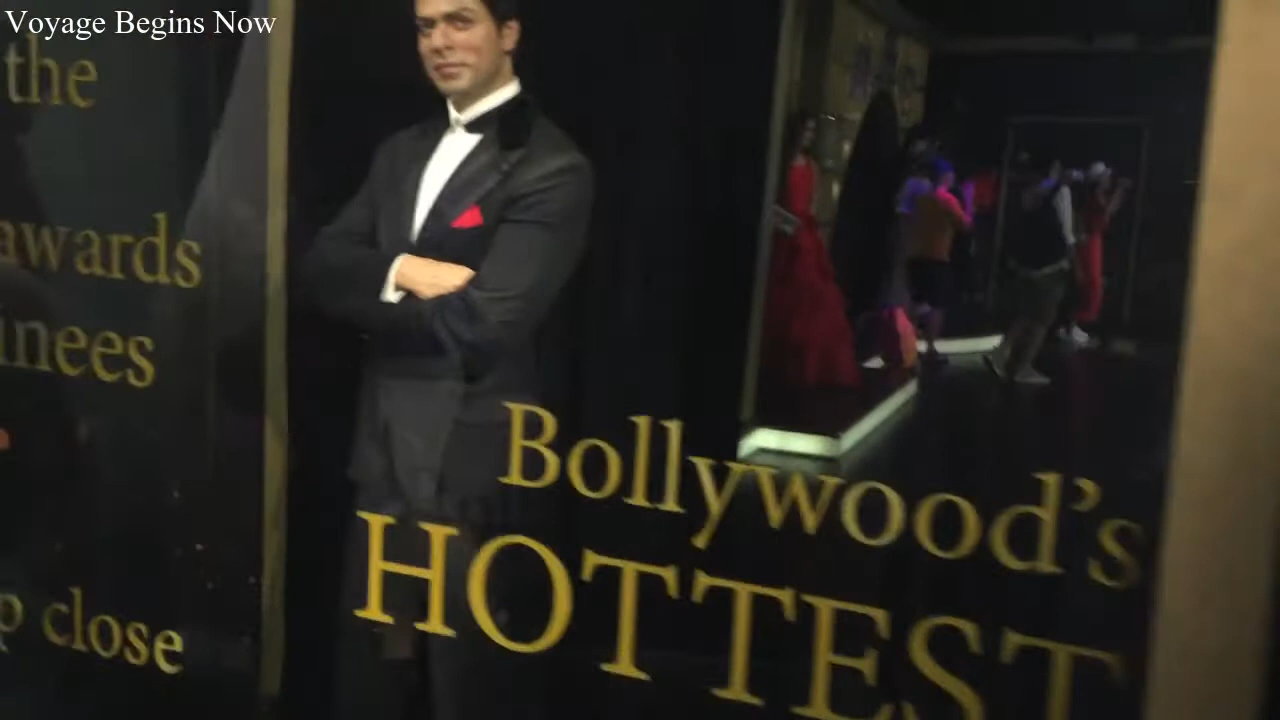 Voyage Begins Now
the
awards
inees
p close
Bollywood's
HOTTEST